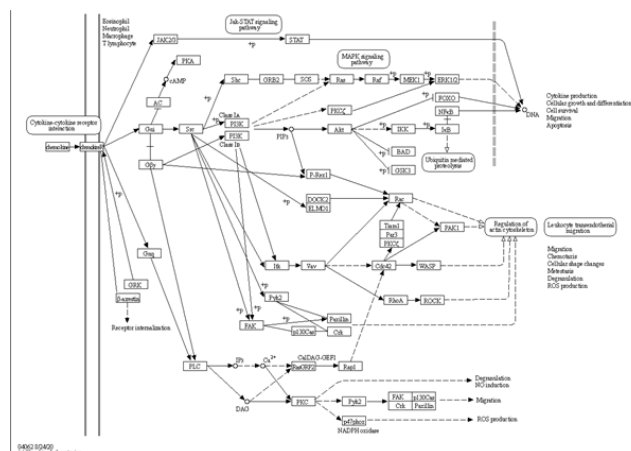 Eosinophil
Neutrophil
Macrophage
T lymphocyte
Jak-STAT signaling
pathway
JAK2/3
STAT
+p
PKA
cAMP
AC
MAPK signaling
pathway
Shc
GRB2
SOS
Ras
Raf
MEK1
ERK1/2
+p
+p
+p
PKCζ
FOXO
NFκB
DNA
Cytokine production
Cellular growth and differentiation
Cell survival
Migration
Apoptosis
Cytokine-cytokine receptor
interaction
chemokine
Gαi
Src
Class IA
PI3K
PI3K
Class IB
PIP3
Akt
IKK
IκB
+p
+p
BAD
GSK3
Ubiquitin mediated
proteolysis
Gβγ
P-Rex1
DOCK2
ELMO1
Rac
Tiam1
Par3
PKCζ
PAK1
Regulation of
actin cytoskeleton
Leukocyte transendothelial
migration
Migration
Chemotaxis
Cellular shape changes
Metastasis
Degranulation
ROS production
Gαq
GRK
β-arrestin
Receptor internalization
Itk
Vav
Cdc42
WASP
RhoA
ROCK
Pyk2
+p
FAK
Paxillin
p130Cas
Crk
PLC
IP3
Ca2+
CalDAG-GEFI
RasGRP2
Rap1
DAG
PKC
Degranulation
NO induction
Pyk2
FAK
p130Cas
Crk
Paxillin
Migration
p47phox
NADPH oxidase
ROS production